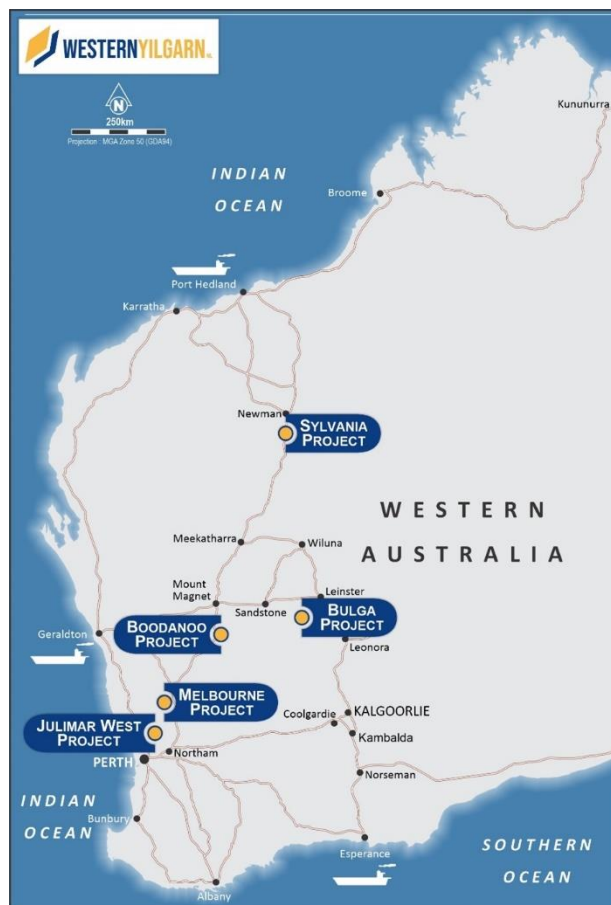 WESTERNYILGARN NL
N
250km
Projection : MGA Zone 50 (GDA94)
Kununurra
INDIAN
OCEAN
Broome
Port Hedland
Karratha
Newman
SYLVANIA
PROJECT
WESTERN
AUSTRALIA
Meekatharra
Wiluna
Mount
Magnet
Leinster
Sandstone
BULGA
PROJECT
BOODANOO
PROJECT
Geraldton
Leonora
MELBOURNE
PROJECT
Coolgardie
KALGOORLIE
JULIMAR WEST
PROJECT
Kambalda
Northam
PERTH
Norseman
INDIAN
OCEAN
Bunbury
Esperance
SOUTHERN
OCEAN
Albany